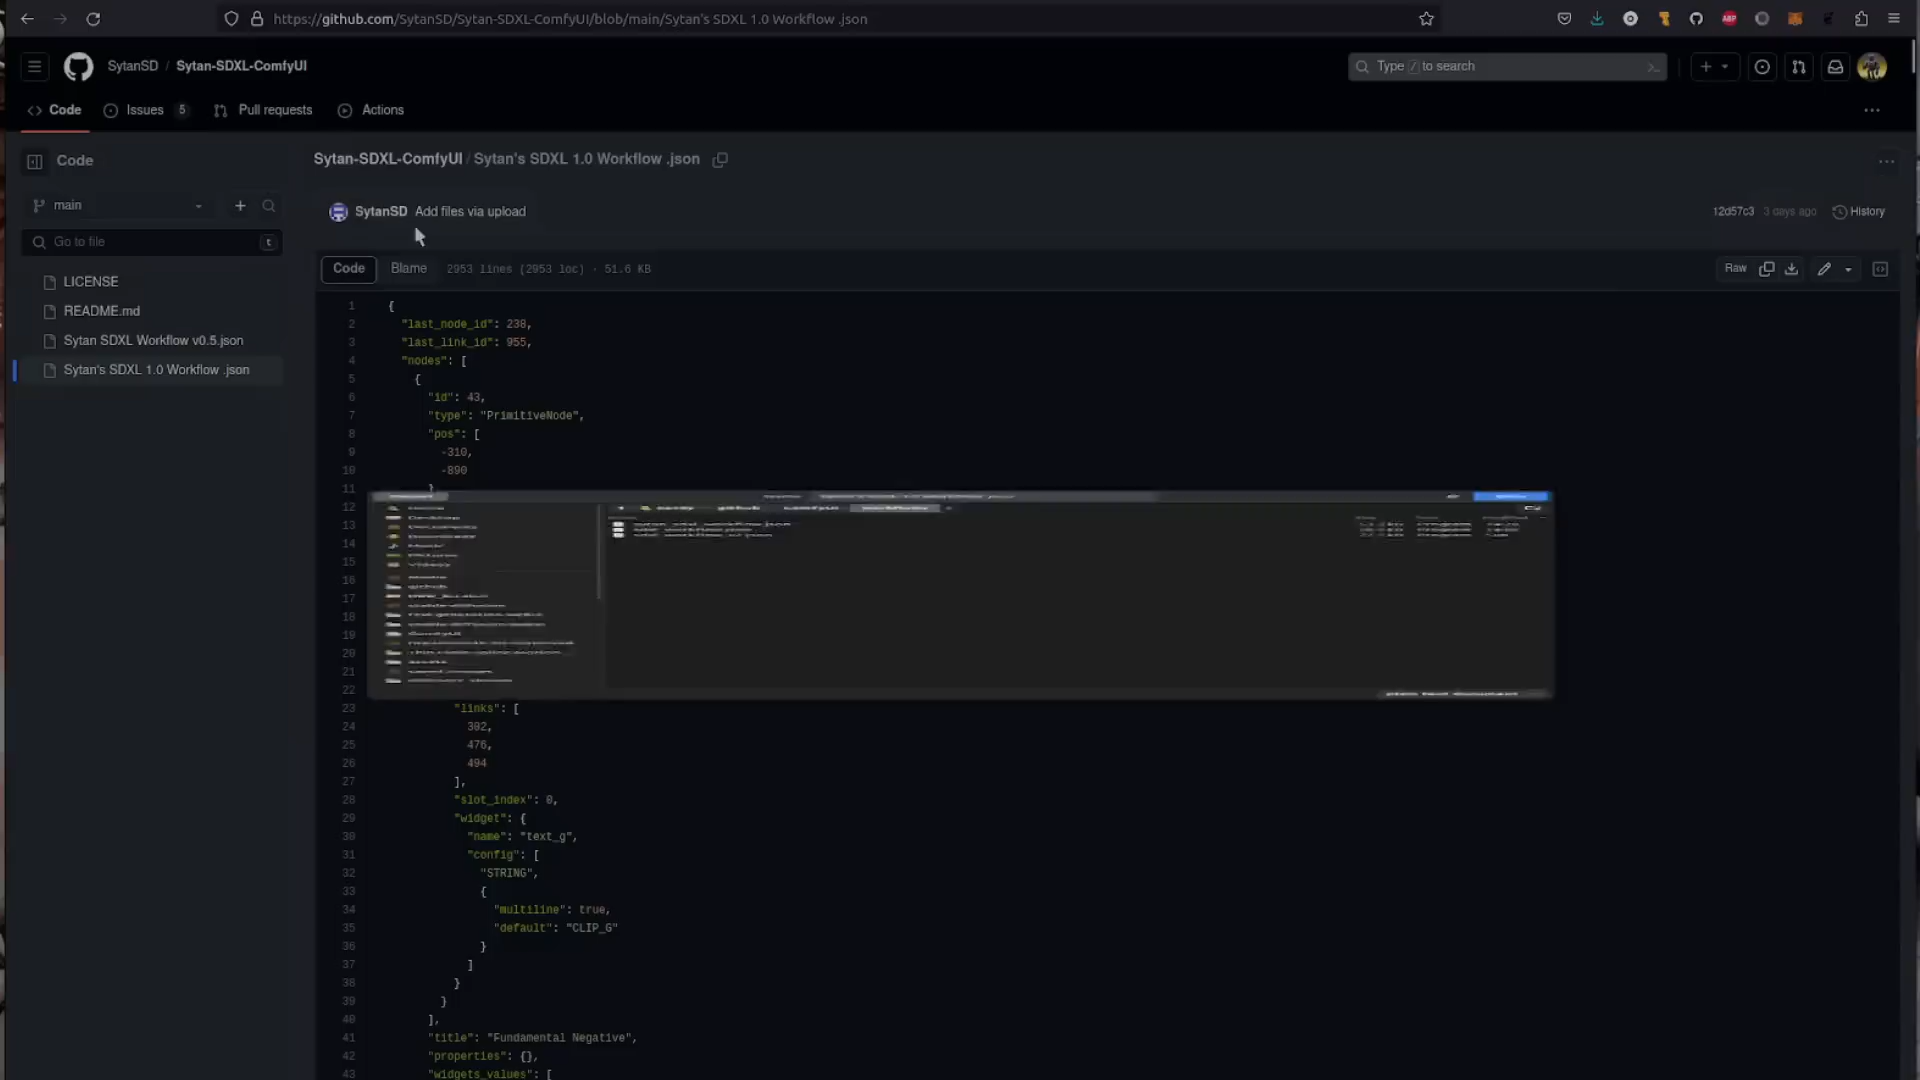 https://github.com/SytanSD/Sytan-SDXL-ComfyUI/blob/main/Sytan's SDXL 1.0 Workflow .json
ABP
SytanSD / Sytan-SDXL-ComfyUI
Type / to search
Code
Issues 5
Pull requests
Actions
Code
Sytan-SDXL-ComfyUI / Sytan's SDXL 1.0 Workflow .json
main
SytanSD Add files via upload
12d57c3 3 days ago History
Go to file t
Code Blame 2953 lines (2953 loc) · 51.6 KB
Raw
LICENSE
README.md
Sytan SDXL Workflow v0.5.json
Sytan's SDXL 1.0 Workflow .json
1 {
2 "last_node_id": 238,
3 "last_link_id": 955,
4 "nodes": [
5 {
6 "id": 43,
7 "type": "PrimitiveNode",
8 "pos": [
9 -310,
10 -890
11
12
13
14
15
16
17
18
19
20
21
22
23 "links": [
24 302,
25 476,
26 494
27 ],
28 "slot_index": 0,
29 "widget": {
30 "name": "text_g",
31 "config": [
32 "STRING",
33 {
34 "multiline": true,
35 "default": "CLIP_G"
36 }
37 ]
38 }
39 }
40 ],
41 "title": "Fundamental Negative",
42 "properties": {},
43 "widgets_values": [